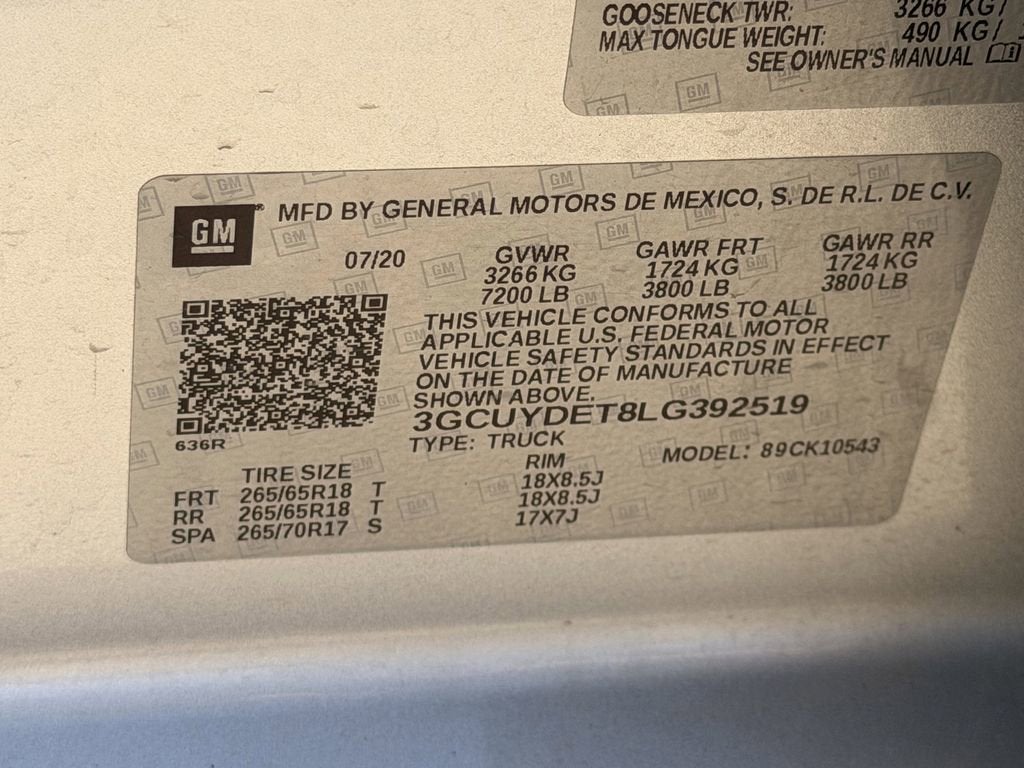 GOOSENECK TWR: 3266 KG/
MAX TONGUE WEIGHT: 490 KG/
SEE OWNER'S MANUAL
GM ® MFD BY GENERAL MOTORS DE MEXICO, S. DE R.L. DE C.V.
07/20 GVWR GAWR FRT GAWR RR
3266 KG 1724 KG 1724 KG
7200 LB 3800 LB 3800 LB
THIS VEHICLE CONFORMS TO ALL
APPLICABLE U.S. FEDERAL MOTOR
VEHICLE SAFETY STANDARDS IN EFFECT
ON THE DATE OF MANUFACTURE
SHOWN ABOVE.
3GCUYDET8LG392519
636R
TYPE: TRUCK MODEL: 89CK10543
TIRE SIZE RIM
FRT 265/65R18 T 18X8.5J
RR 265/65R18 T 18X8.5J
SPA 265/70R17 S 17X7J